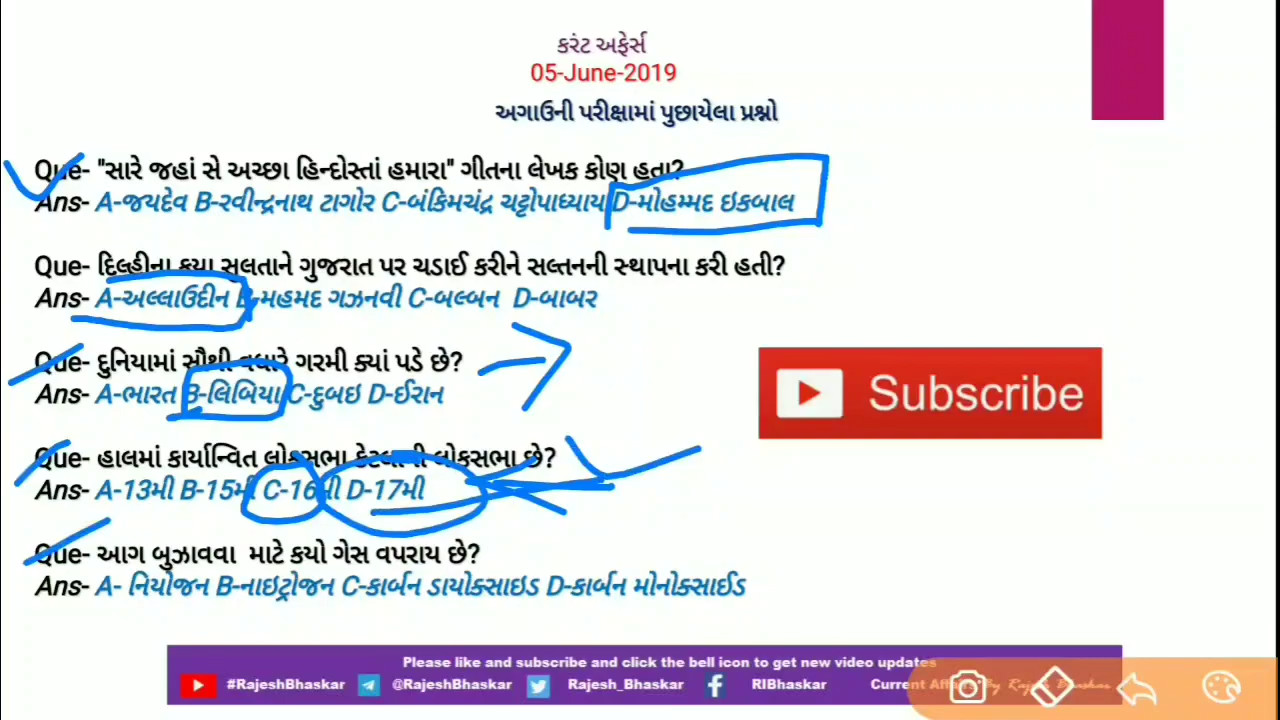 કરંટ અફેર્સ
05-June-2019
અગાઉની પરીક્ષામાં પુછાયેલા પ્રશ્નો
Que- "સારે જહાં સે અચ્છા હિન્દોસ્તાં હમારા" ગીતના લેખક કોણ હતા?
Ans- A-જયદેવ B-રવીન્દ્રનાથ ટાગોર C-બંકિમચંદ્ર ચટ્ટોપાધ્યાય D-મોહમ્મદ ઇકબાલ
Que- દિલ્હીના કયા સુલતાને ગુજરાત પર ચડાઈ કરીને સલ્તનની સ્થાપના કરી હતી?
Ans- A-અલ્લાઉદીન B-મહમદ ગઝનવી C-બલ્બન D-બાબર
Que- દુનિયામાં સૌથી વધારે ગરમી ક્યાં પડે છે?
Ans- A-ભારત B-લિબિયા C-દુબઇ D-ઈરાન
Subscribe
Que- હાલમાં કાર્યાન્વિત લોકસભા કેટલામી લોકસભા છે?
Ans- A-13મી B-15મી C-16મી D-17મી
Que- આગ બુઝાવવા માટે કયો ગેસ વપરાય છે?
Ans- A- નિયોજન B-નાઇટ્રોજન C-કાર્બન ડાયોક્સાઇડ D-કાર્બન મોનોક્સાઈડ
Please like and subscribe and click the bell icon to get new video updates
#RajeshBhaskar @RajeshBhaskar Rajesh_Bhaskar RIBhaskar Current Affairs By Rajesh Bhaskar